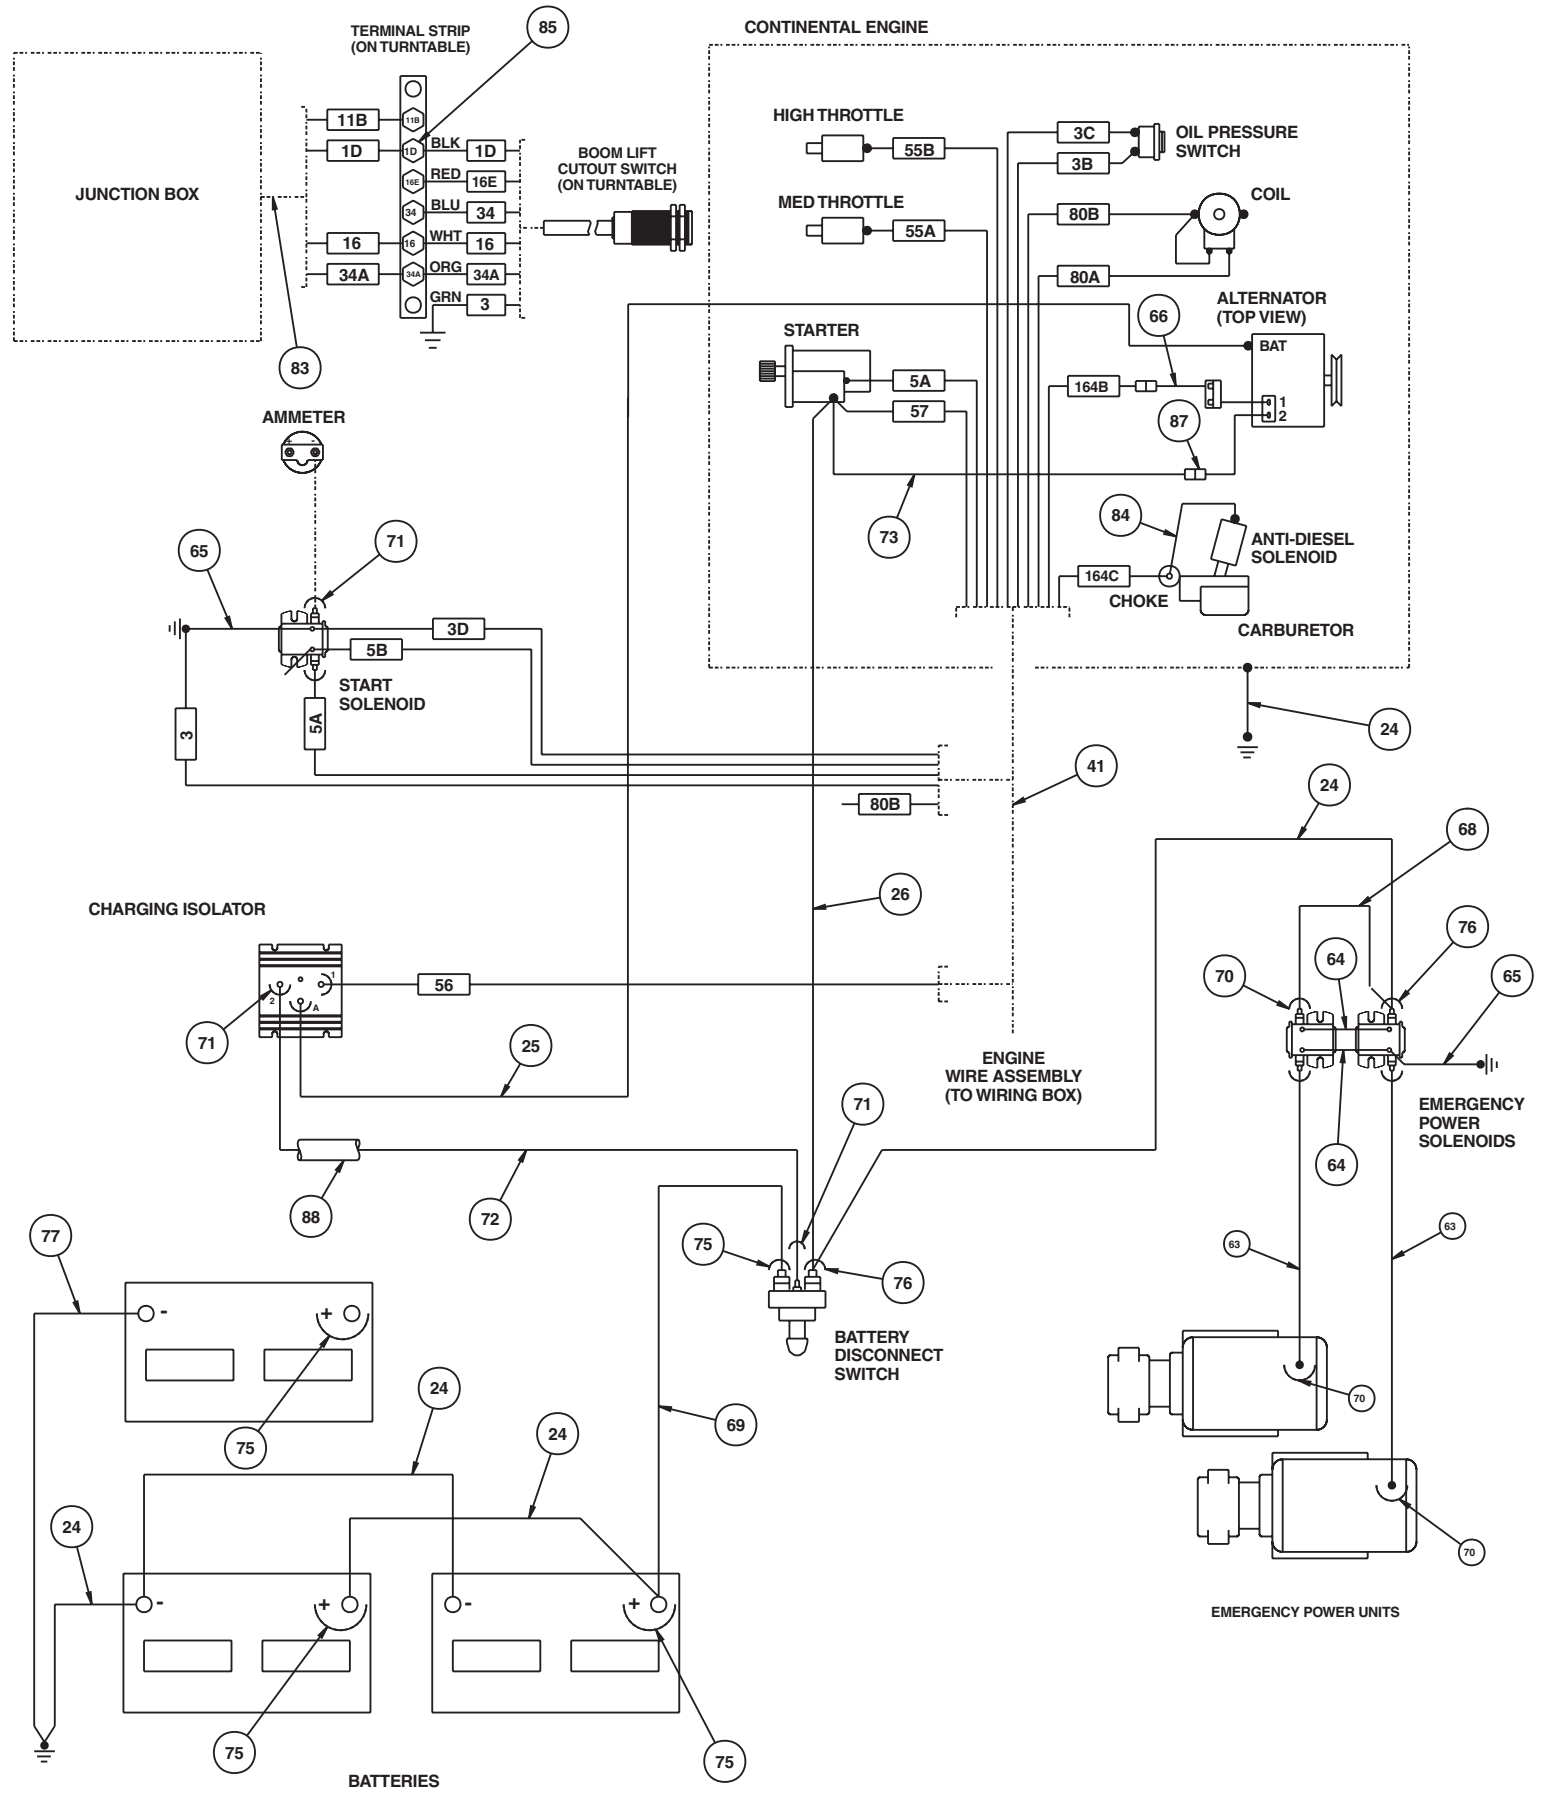 TERMINAL STRIP
(ON TURNTABLE)
85
CONTINENTAL ENGINE
JUNCTION BOX
11B
11B
1D
1D
BLK
1D
16E
RED
16E
34
BLU
34
16
16
WHT
16
34A
34A
ORG
34A
GRN
3
BOOM LIFT
CUTOUT SWITCH
(ON TURNTABLE)
83
HIGH THROTTLE
55B
MED THROTTLE
55A
3C
3B
OIL PRESSURE
SWITCH
80B
COIL
80A
ALTERNATOR
(TOP VIEW)
66
BAT
STARTER
5A
57
164B
1
2
87
AMMETER
+
-
73
84
ANTI-DIESEL
SOLENOID
164C
CHOKE
CARBURETOR
65
71
3D
5B
START
SOLENOID
3
5A
24
41
80B
24
68
26
76
CHARGING ISOLATOR
64
70
65
1
2
A
56
71
25
ENGINE
WIRE ASSEMBLY
(TO WIRING BOX)
71
EMERGENCY
POWER
SOLENOIDS
64
88
72
77
75
76
63
63
-
+
BATTERY
DISCONNECT
SWITCH
24
69
70
75
24
24
70
-
+
-
+
75
75
EMERGENCY POWER UNITS
BATTERIES